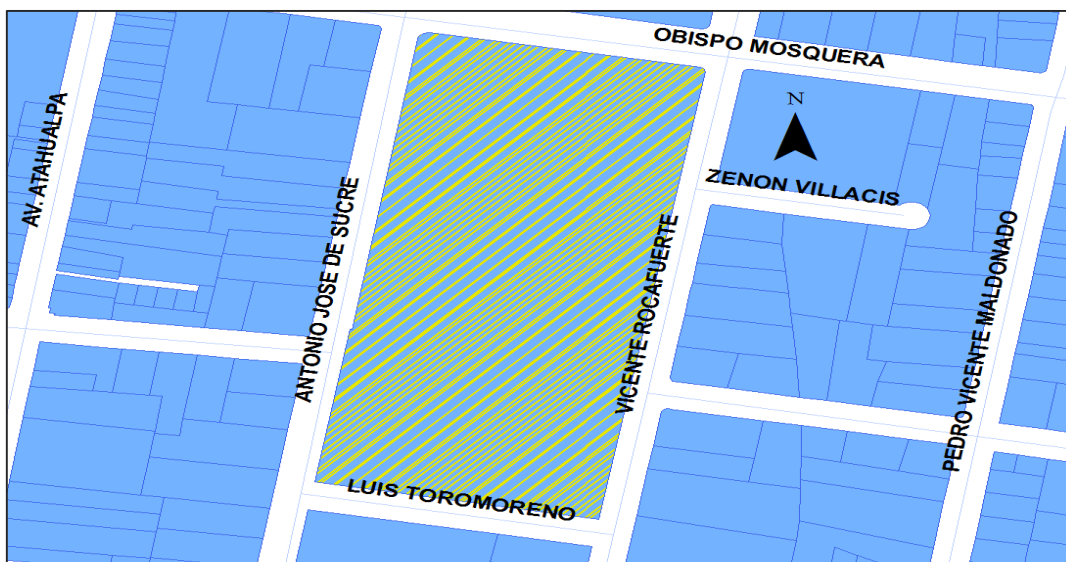 OBISPO MOSQUERA
N
AV. ATAHUALPA
ZENON VILLACIS
ANTONIO JOSE DE SUCRE
VICENTE ROCAFUERTE
PEDRO VICENTE MALDONADO
LUIS TOROMORENO